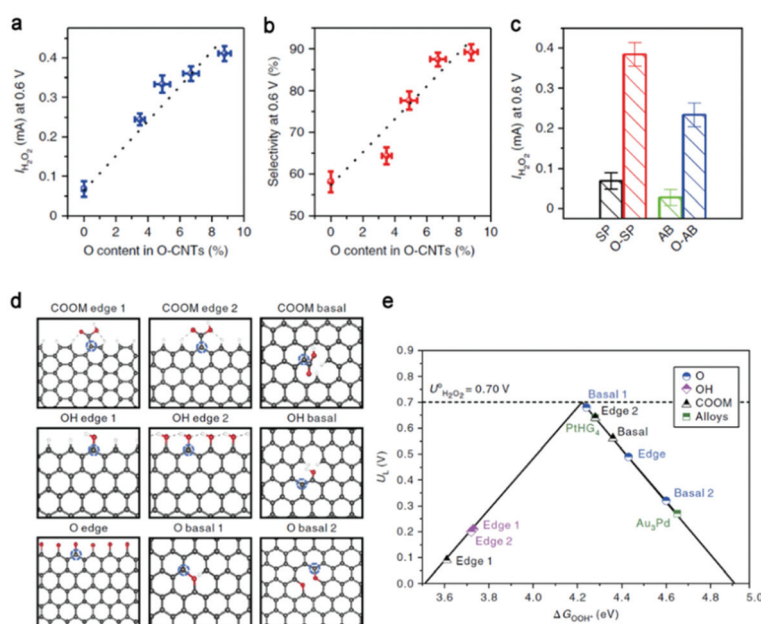 a
I_H₂O₂ (mA) at 0.6 V
0.4
0.3
0.2
0.1
0
0 2 4 6 8 10
O content in O-CNTs (%)
b
Selectivity at 0.6 V (%)
90
80
70
60
50
0 2 4 6 8 10
O content in O-CNTs (%)
c
I_H₂O₂ (mA) at 0.6 V
0.4
0.3
0.2
0.1
0
SP O-SP AB O-AB
d
COOM edge 1 COOM edge 2 COOM basal
OH edge 1 OH edge 2 OH basal
O edge O basal 1 O basal 2
e
U_L (V)
0.9
0.8
0.7
0.6
0.5
0.4
0.3
0.2
0.1
0.0
U°_H₂O₂ = 0.70 V
O
OH
COOM
Alloys
Basal 1
Edge 2
PtHG₄
Basal
Edge
Basal 2
Au₃Pd
Edge 1
Edge 2
Edge 1
3.6 3.8 4.0 4.2 4.4 4.6 4.8 5.0
ΔG_OOH* (eV)